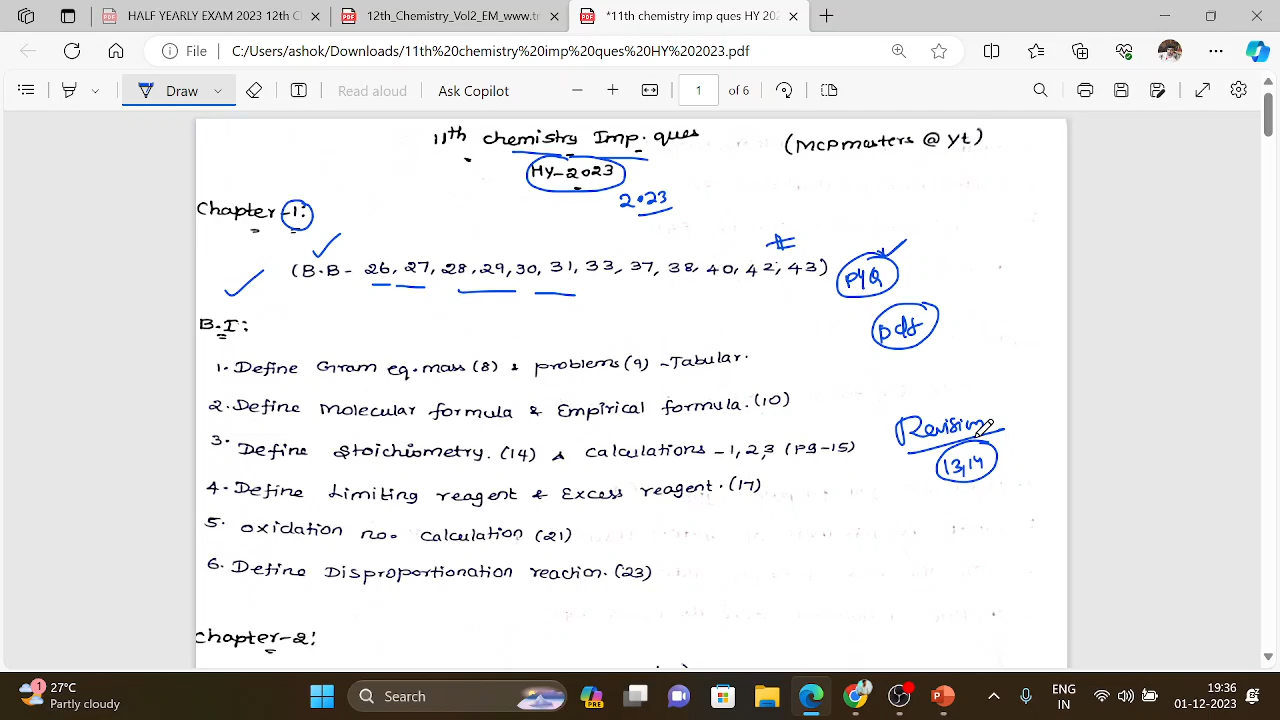 HALF YEARLY EXAM 2023 12th C
12th_Chemistry_Vol2_EM_www.tr
*11th chemistry imp ques HY 202
File
C:/Users/ashok/Downloads/11th%20chemistry%20imp%20ques%20HY%202023.pdf
Draw
Read aloud
Ask Copilot
1
of 6
11th chemistry Imp. ques
(MCPmasters @ yt)
HY-2023
2023
Chapter-1:
(B.B - 26, 27, 28, 29, 30, 31, 33, 37, 38, 40, 42, 43)
PYQ
pdf
B.I:
1. Define Gram eq. mass (8) & problems (9) - Tabular.
2. Define Molecular formula & Empirical formula. (10)
3. Define Stoichiometry. (14) & Calculations - 1, 2, 3 (Pg-15)
Revising
13, 14
4. Define Limiting reagent & Excess reagent. (17)
5. Oxidation no. calculation (21)
6. Define Disproportionation reaction. (23)
Chapter-2:
1
27°C
Partly cloudy
Search
PRE
ENG
IN
19:36
01-12-2023